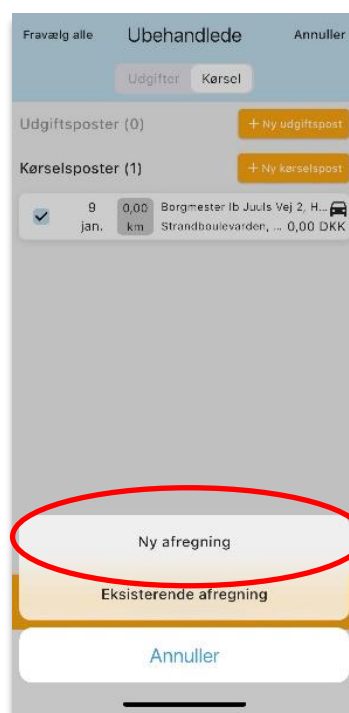 Fravælg alle Ubehandlede Annuller
Udgifter Kørsel
Udgiftsposter (0) + Ny udgiftspost
Kørselsposter (1) + Ny kørselspost
9 0,00 Borgmester Ib Juuls Vej 2, H...
jan. km Strandboulevarden, ... 0,00 DKK
Ny afregning
Eksisterende afregning
Annuller